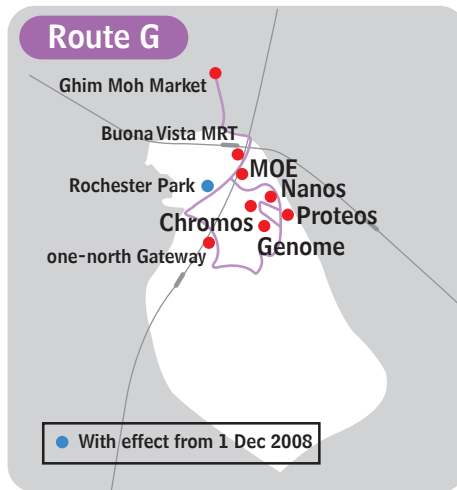 Route G
Ghim Moh Market
Buona Vista MRT
MOE
Rochester Park
Nanos
Proteos
Chromos
Genome
one-north Gateway
With effect from 1 Dec 2008